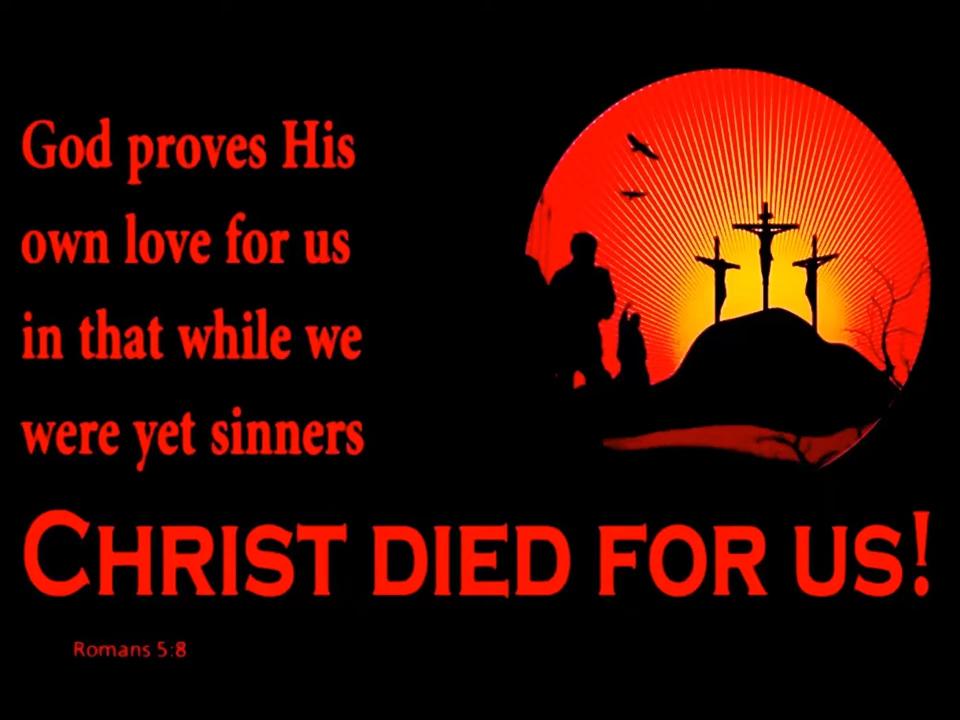 God proves His
own love for us
in that while we
were yet sinners
CHRIST DIED FOR US!
Romans 5:8